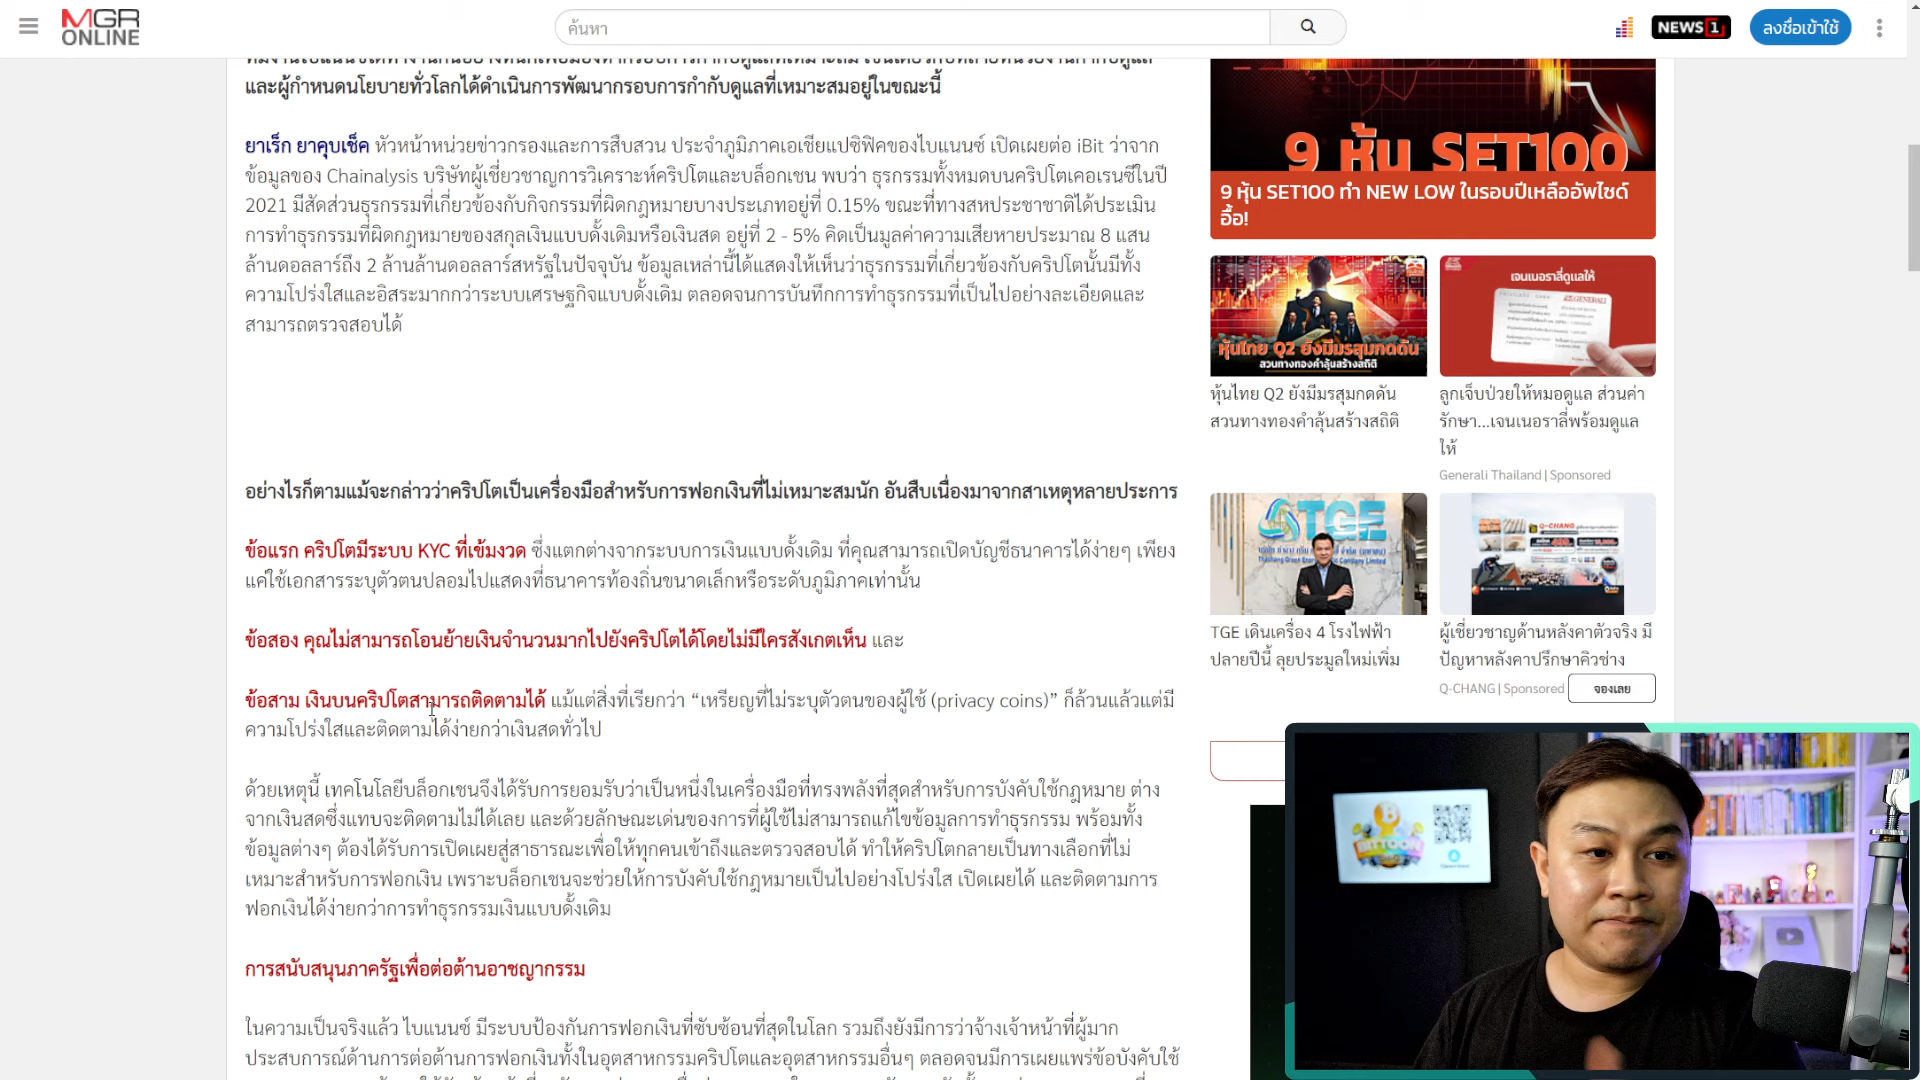 MGR
ONLINE
ค้นหา
NEWS 1
ลงชื่อเข้าใช้
และผู้กำหนดนโยบายทั่วโลกได้ดำเนินการพัฒนากรอบการกำกับดูแลที่เหมาะสมอยู่ในขณะนี้
ยาเร็ก ยาคุบเช็ค หัวหน้าหน่วยข่าวกรองและการสืบสวน ประจำภูมิภาคเอเชียแปซิฟิคของไบแนนซ์ เปิดเผยต่อ iBit ว่าจาก
ข้อมูลของ Chainalysis บริษัทผู้เชี่ยวชาญการวิเคราะห์คริปโตและบล็อกเชน พบว่า ธุรกรรมทั้งหมดบนคริปโตเคอเรนซีในปี
2021 มีสัดส่วนธุรกรรมที่เกี่ยวข้องกับกิจกรรมที่ผิดกฎหมายบางประเภทอยู่ที่ 0.15% ขณะที่ทางสหประชาชาติได้ประเมิน
การทำธุรกรรมที่ผิดกฎหมายของสกุลเงินแบบดั้งเดิมหรือเงินสด อยู่ที่ 2 - 5% คิดเป็นมูลค่าความเสียหายประมาณ 8 แสน
ล้านดอลลาร์ถึง 2 ล้านล้านดอลลาร์สหรัฐในปัจจุบัน ข้อมูลเหล่านี้ได้แสดงให้เห็นว่าธุรกรรมที่เกี่ยวข้องกับคริปโตนั้นมีทั้ง
ความโปร่งใสและอิสระมากกว่าระบบเศรษฐกิจแบบดั้งเดิม ตลอดจนการบันทึกการทำธุรกรรมที่เป็นไปอย่างละเอียดและ
สามารถตรวจสอบได้
อย่างไรก็ตามแม้จะกล่าวว่าคริปโตเป็นเครื่องมือสำหรับการฟอกเงินที่ไม่เหมาะสมนัก อันสืบเนื่องมาจากสาเหตุหลายประการ
ข้อแรก คริปโตมีระบบ KYC ที่เข้มงวด ซึ่งแตกต่างจากระบบการเงินแบบดั้งเดิม ที่คุณสามารถเปิดบัญชีธนาคารได้ง่ายๆ เพียง
แค่ใช้เอกสารระบุตัวตนปลอมไปแสดงที่ธนาคารท้องถิ่นขนาดเล็กหรือระดับภูมิภาคเท่านั้น
ข้อสอง คุณไม่สามารถโอนย้ายเงินจำนวนมากไปยังคริปโตได้โดยไม่มีใครสังเกตเห็น และ
ข้อสาม เงินบนคริปโตสามารถติดตามได้ แม้แต่สิ่งที่เรียกว่า “เหรียญที่ไม่ระบุตัวตนของผู้ใช้ (privacy coins)” ก็ล้วนแล้วแต่มี
ความโปร่งใสและติดตามได้ง่ายกว่าเงินสดทั่วไป
ด้วยเหตุนี้ เทคโนโลยีบล็อกเชนจึงได้รับการยอมรับว่าเป็นหนึ่งในเครื่องมือที่ทรงพลังที่สุดสำหรับการบังคับใช้กฎหมาย ต่าง
จากเงินสดซึ่งแทบจะติดตามไม่ได้เลย และด้วยลักษณะเด่นของการที่ผู้ใช้ไม่สามารถแก้ไขข้อมูลการทำธุรกรรม พร้อมทั้ง
ข้อมูลต่างๆ ต้องได้รับการเปิดเผยสู่สาธารณะเพื่อให้ทุกคนเข้าถึงและตรวจสอบได้ ทำให้คริปโตกลายเป็นทางเลือกที่ไม่
เหมาะสำหรับการฟอกเงิน เพราะบล็อกเชนจะช่วยให้การบังคับใช้กฎหมายเป็นไปอย่างโปร่งใส เปิดเผยได้ และติดตามการ
ฟอกเงินได้ง่ายกว่าการทำธุรกรรมเงินแบบดั้งเดิม
การสนับสนุนภาครัฐเพื่อต่อต้านอาชญากรรม
ในความเป็นจริงแล้ว ไบแนนซ์ มีระบบป้องกันการฟอกเงินที่ซับซ้อนที่สุดในโลก รวมถึงยังมีการว่าจ้างเจ้าหน้าที่ผู้มาก
ประสบการณ์ด้านการต่อต้านการฟอกเงินทั้งในอุตสาหกรรมคริปโตและอุตสาหกรรมอื่นๆ ตลอดจนมีการเผยแพร่ข้อบังคับใช้
9 หุ้น SET100
9 หุ้น SET100 ทำ NEW LOW ในรอบปีเหลืออัพไซด์
อื้อ!
หุ้นไทย Q2 ยังมีมรสุมกดดัน
สวนทางทองคำลุ้นสร้างสถิติ
หุ้นไทย Q2 ยังมีมรสุมกดดัน
สวนทางทองคำลุ้นสร้างสถิติ
เจนเนอราลี่ดูแลให้
GENERALI
ลูกเจ็บป่วยให้หมอดูแล ส่วนค่า
รักษา...เจนเนอราลี่พร้อมดูแล
ให้
Generali Thailand | Sponsored
TGE
TGE เดินเครื่อง 4 โรงไฟฟ้า
ปลายปีนี้ ลุยประมูลใหม่เพิ่ม
Q-CHANG
ผู้เชี่ยวชาญด้านหลังคาตัวจริง มี
ปัญหาหลังคาปรึกษาคิวช่าง
Q-CHANG | Sponsored
จองเลย
BITTOON